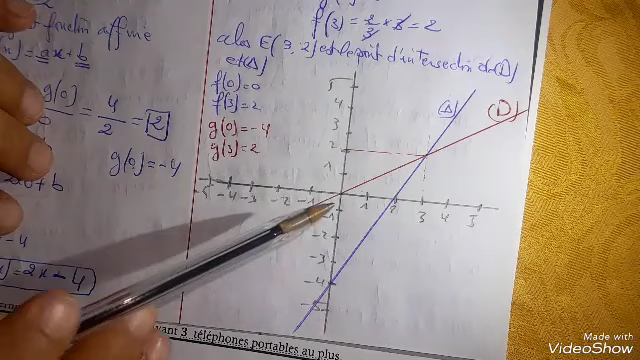 f(3) = 2/3 × 3 = 2
alors E(3, 2) est le point d'intersection de (D)
et (Δ)
f(0) = 0
f(3) = 2
g(0) = -4
g(3) = 2
fonction affine
= ax + b
g(0)
= 4/2 = 2
g(0) = -4
+ b
-4
= 2x - 4
(Δ)
(D)
5
4
3
2
1
-5 -4 -3 -2 -1 1 2 3 4 5
-2
-3
-4
-5
vant 3 téléphones portables au plus
Made with
VideoShow